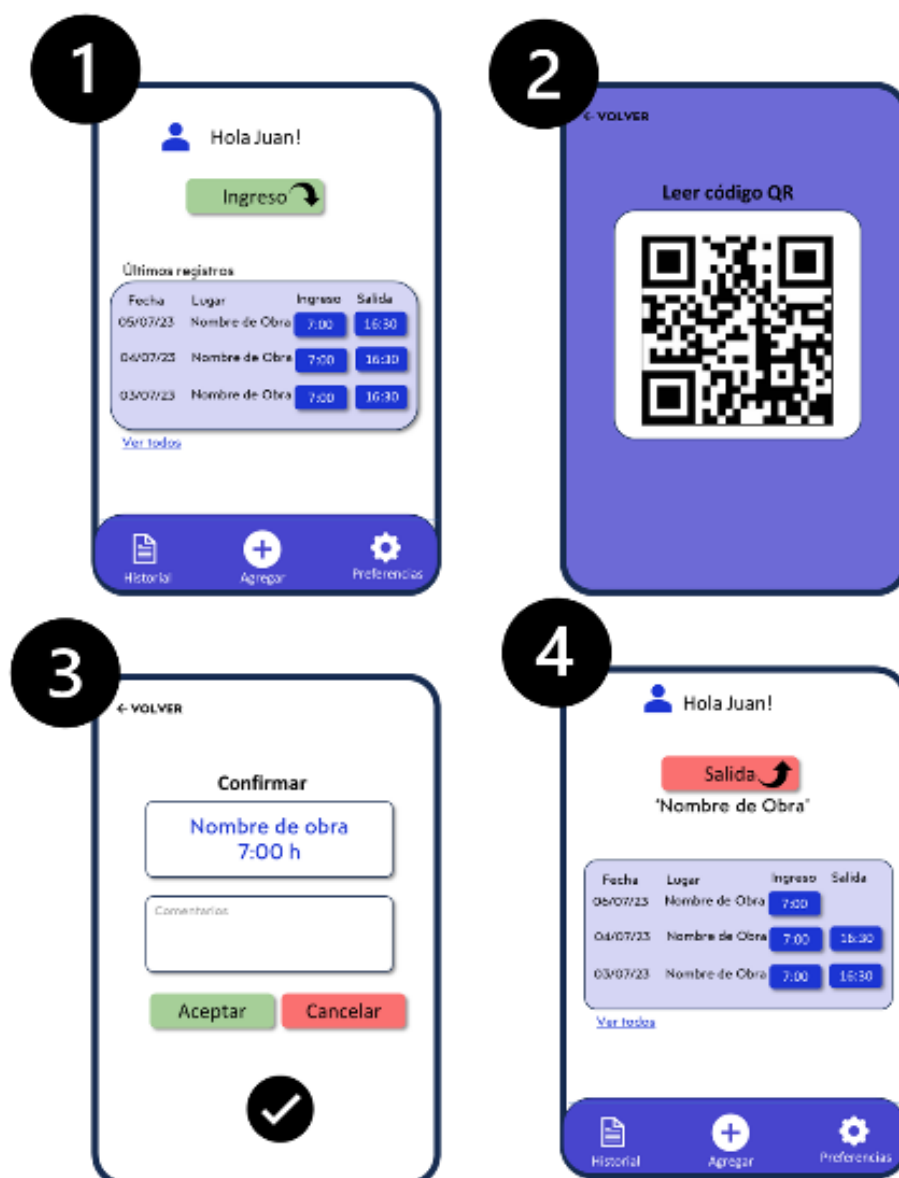 1
Hola Juan!
Ingreso
Últimos registros
Fecha Lugar Ingreso Salida
05/07/23 Nombre de Obra 7:00 16:30
04/07/23 Nombre de Obra 7:00 16:30
03/07/23 Nombre de Obra 7:00 16:30
Ver todos
Historial Agregar Preferencias
2
← VOLVER
Leer código QR
3
← VOLVER
Confirmar
Nombre de obra
7:00 h
Comentarios
Aceptar Cancelar
4
Hola Juan!
Salida
"Nombre de Obra"
Fecha Lugar Ingreso Salida
06/07/23 Nombre de Obra 7:00
04/07/23 Nombre de Obra 7:00 16:30
03/07/23 Nombre de Obra 7:00 16:30
Ver todos
Historial Agregar Preferencias